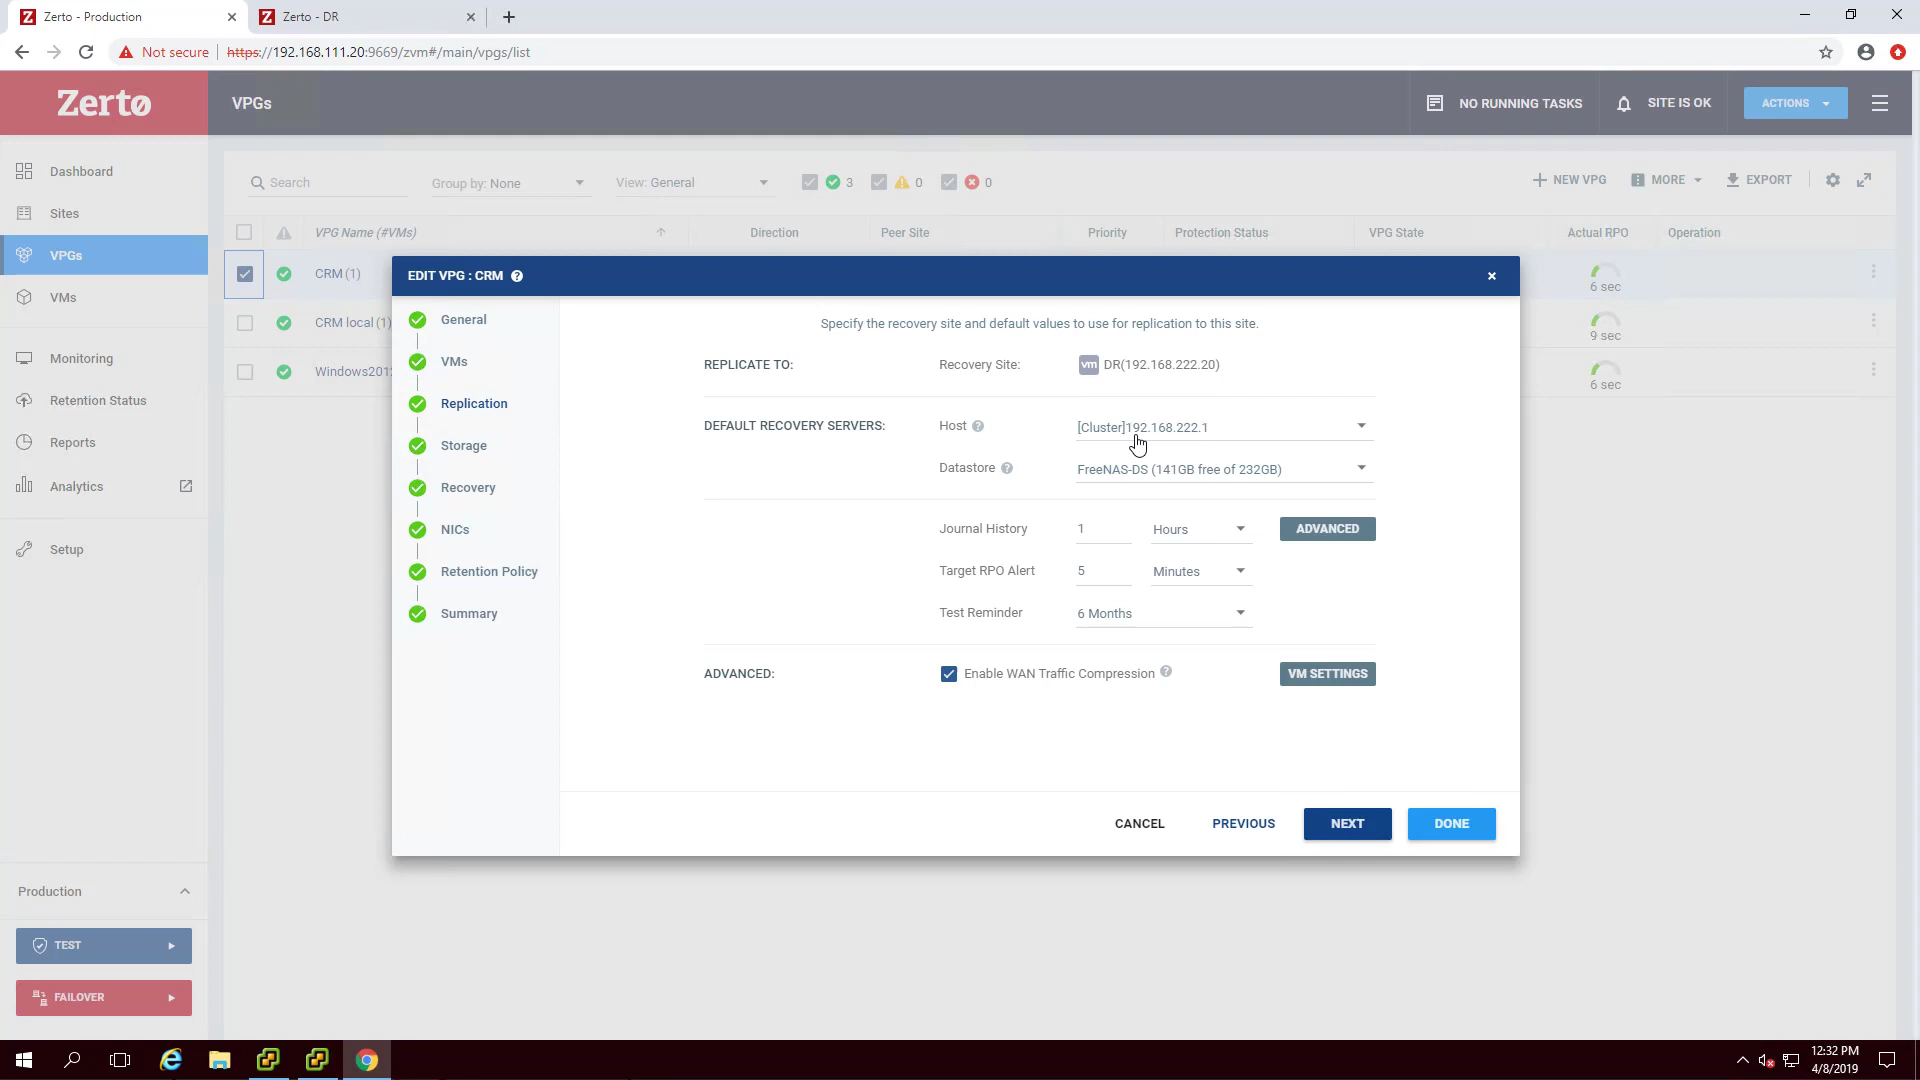 Zerto - Production
Zerto - DR
Not secure
https://192.168.111.20:9669/zvm#/main/vpgs/list
Zerto
VPGs
NO RUNNING TASKS
SITE IS OK
ACTIONS
Dashboard
Sites
VPGs
VMs
Monitoring
Retention Status
Reports
Analytics
Setup
Production
TEST
FAILOVER
Search
Group by: None
View: General
3
0
0
NEW VPG
MORE
EXPORT
VPG Name (#VMs)
Direction
Peer Site
Priority
Protection Status
VPG State
Actual RPO
Operation
CRM (1)
6 sec
CRM local (1)
9 sec
Windows201
6 sec
EDIT VPG : CRM
General
VMs
Replication
Storage
Recovery
NICs
Retention Policy
Summary
Specify the recovery site and default values to use for replication to this site.
REPLICATE TO:
Recovery Site:
vm DR(192.168.222.20)
DEFAULT RECOVERY SERVERS:
Host
[Cluster]192.168.222.1
Datastore
FreeNAS-DS (141GB free of 232GB)
Journal History
1
Hours
ADVANCED
Target RPO Alert
5
Minutes
Test Reminder
6 Months
ADVANCED:
Enable WAN Traffic Compression
VM SETTINGS
CANCEL
PREVIOUS
NEXT
DONE
12:32 PM
4/8/2019